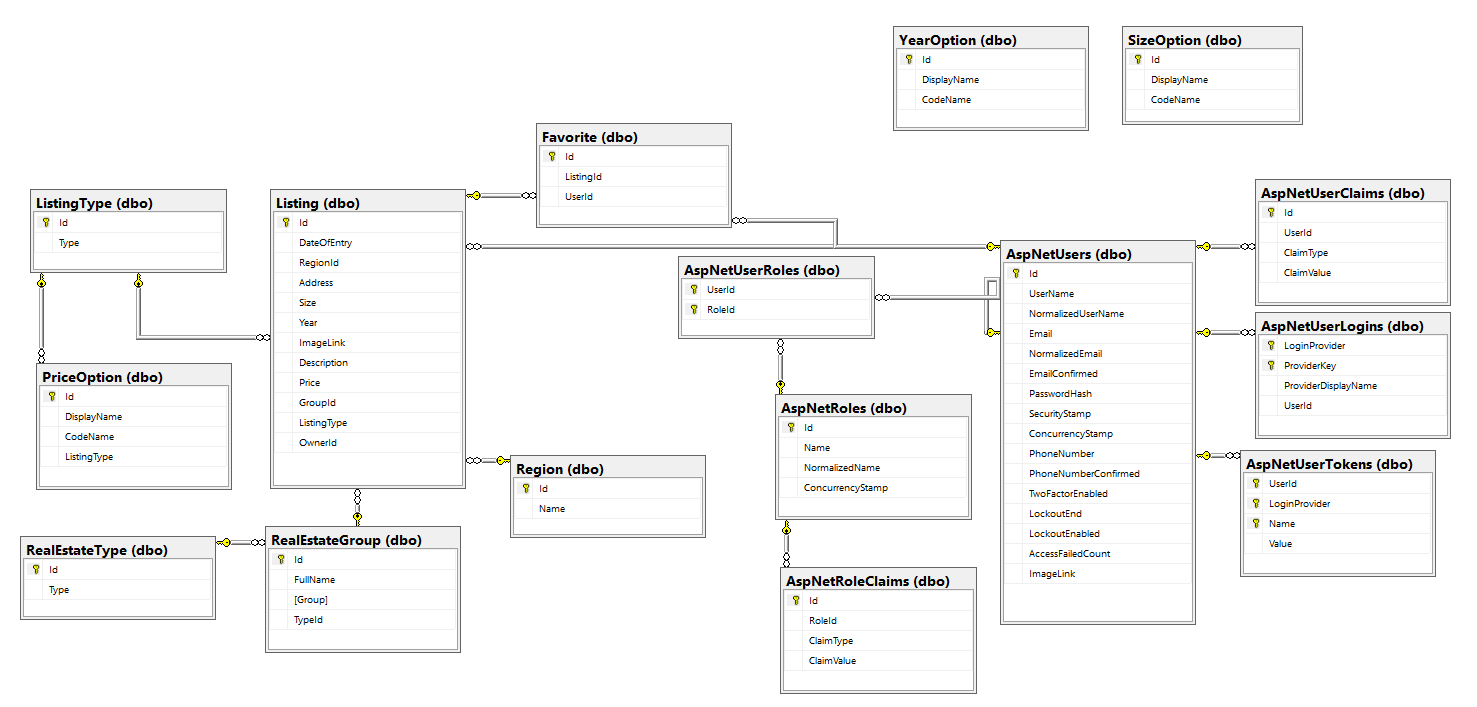 YearOption (dbo)
Id
DisplayName
CodeName
SizeOption (dbo)
Id
DisplayName
CodeName
Favorite (dbo)
Id
ListingId
UserId
ListingType (dbo)
Id
Type
Listing (dbo)
Id
DateOfEntry
RegionId
Address
Size
Year
ImageLink
Description
Price
GroupId
ListingType
OwnerId
AspNetUserClaims (dbo)
Id
UserId
ClaimType
ClaimValue
AspNetUserRoles (dbo)
UserId
RoleId
AspNetUsers (dbo)
Id
UserName
NormalizedUserName
Email
NormalizedEmail
EmailConfirmed
PasswordHash
SecurityStamp
ConcurrencyStamp
PhoneNumber
PhoneNumberConfirmed
TwoFactorEnabled
LockoutEnd
LockoutEnabled
AccessFailedCount
ImageLink
AspNetUserLogins (dbo)
LoginProvider
ProviderKey
ProviderDisplayName
UserId
PriceOption (dbo)
Id
DisplayName
CodeName
ListingType
AspNetRoles (dbo)
Id
Name
NormalizedName
ConcurrencyStamp
Region (dbo)
Id
Name
AspNetUserTokens (dbo)
UserId
LoginProvider
Name
Value
RealEstateType (dbo)
Id
Type
RealEstateGroup (dbo)
Id
FullName
[Group]
TypeId
AspNetRoleClaims (dbo)
Id
RoleId
ClaimType
ClaimValue